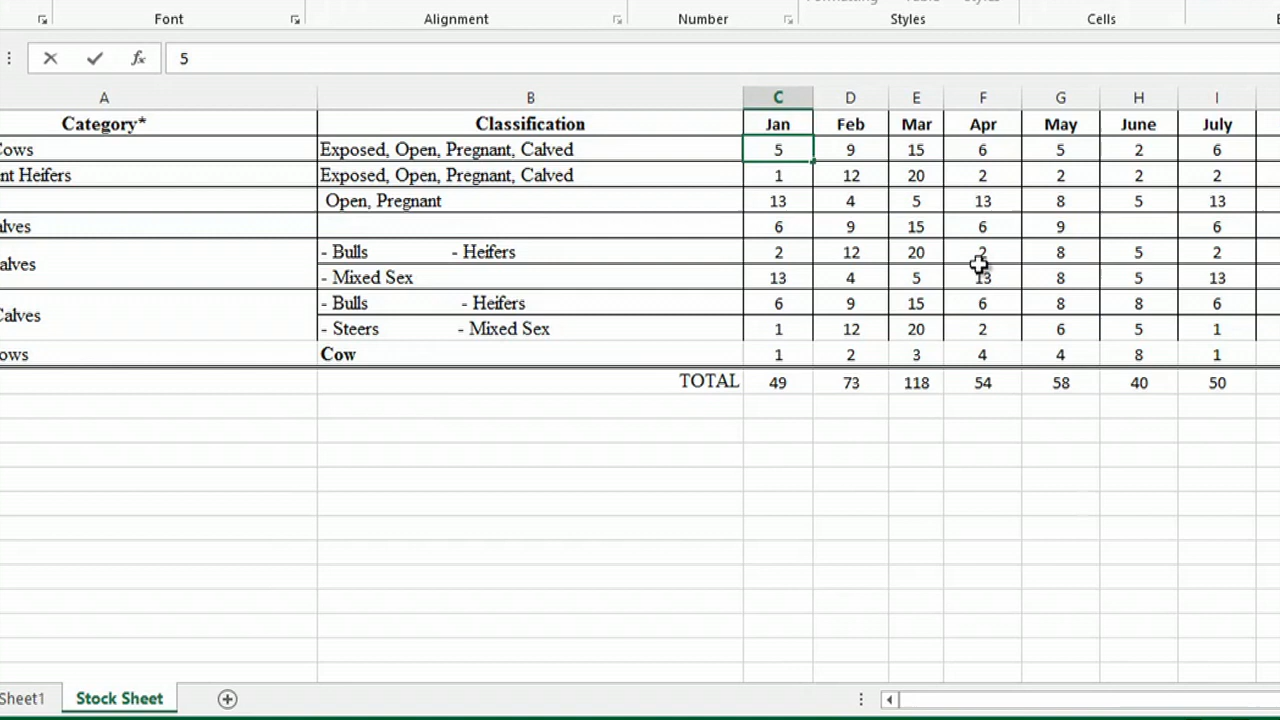 Font Alignment Number Styles Cells
5
A B C D E F G H I
Category* Classification Jan Feb Mar Apr May June July
Cows Exposed, Open, Pregnant, Calved 5 9 15 6 5 2 6
nt Heifers Exposed, Open, Pregnant, Calved 1 12 20 2 2 2 2
Open, Pregnant 13 4 5 13 8 5 13
alves 6 9 15 6 9 6
alves - Bulls - Heifers 2 12 20 2 8 5 2
- Mixed Sex 13 4 5 13 8 5 13
Calves - Bulls - Heifers 6 9 15 6 8 8 6
- Steers - Mixed Sex 1 12 20 2 6 5 1
ows Cow 1 2 3 4 4 8 1
TOTAL 49 73 118 54 58 40 50
Sheet1 Stock Sheet